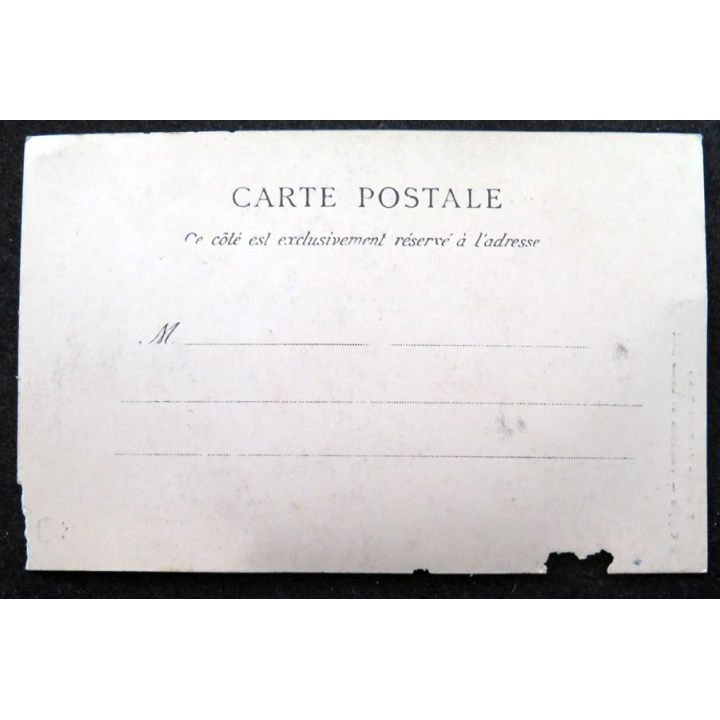 CARTE POSTALE
Ce côté est exclusivement réservé à l'adresse
M